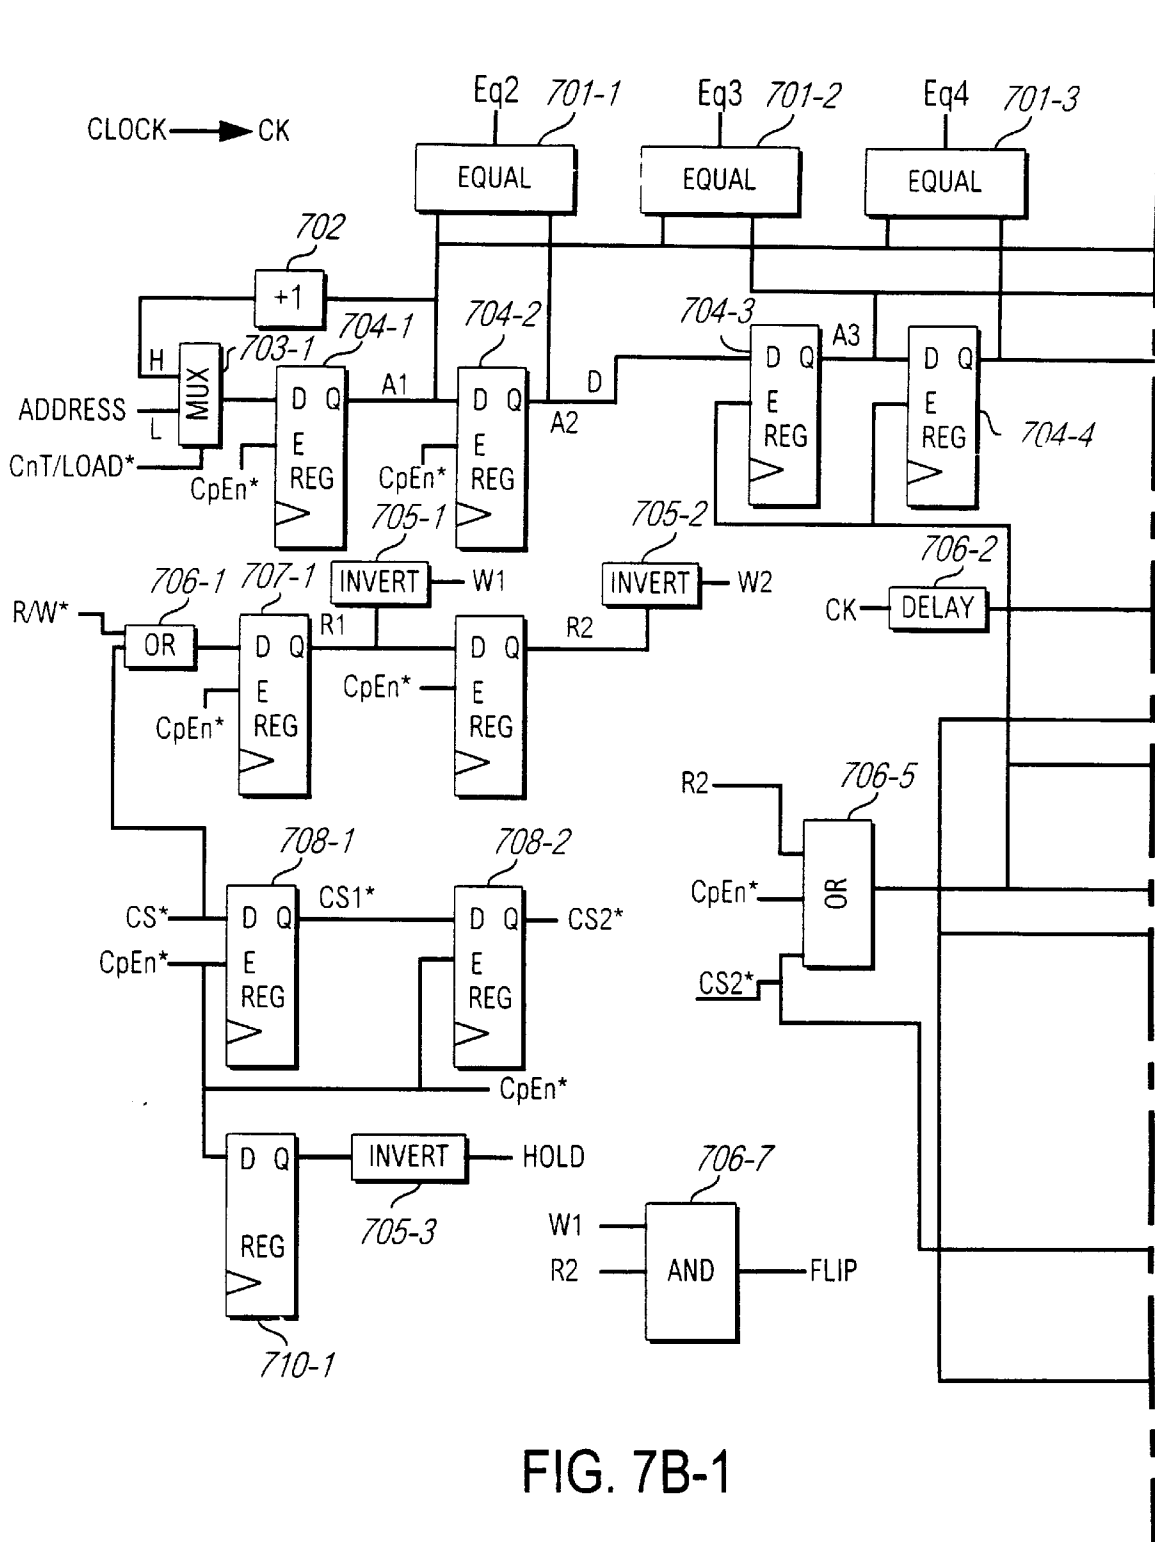 Eq2 701-1 Eq3 701-2 Eq4 701-3
CLOCK CK
EQUAL EQUAL EQUAL
702
+1
704-1 704-2 704-3
703-1
H
MUX
ADDRESS
L
CnT/LOAD*
D Q
E
REG
CpEn*
A1
D Q
E
REG
CpEn*
A2
D
D Q
E
REG
A3
D Q
E
REG
704-4
705-1 705-2
INVERT W1
INVERT W2
706-2
CK DELAY
706-1 707-1
R/W*
OR
D Q
E
REG
CpEn*
R1
D Q
E
REG
CpEn*
R2
R2
706-5
CpEn*
OR
CS2*
708-1 708-2
CS*
CpEn*
D Q
E
REG
CS1*
D Q
E
REG
CS2*
CpEn*
D Q
REG
INVERT HOLD
705-3
710-1
706-7
W1
R2
AND
FLIP
FIG. 7B-1